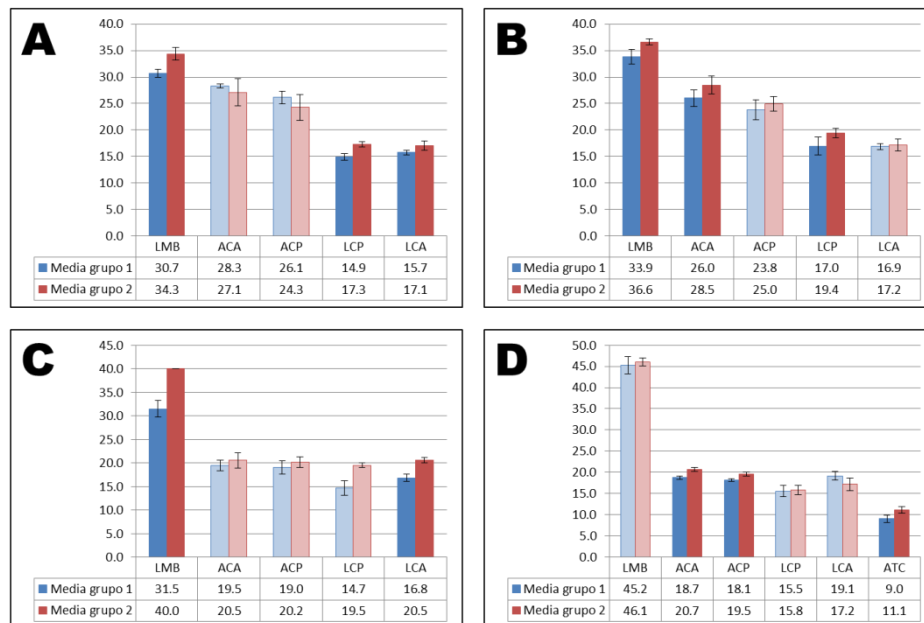 A
40.0
35.0
30.0
25.0
20.0
15.0
10.0
5.0
0.0
LMB ACA ACP LCP LCA
Media grupo 1 30.7 28.3 26.1 14.9 15.7
Media grupo 2 34.3 27.1 24.3 17.3 17.1
B
40.0
35.0
30.0
25.0
20.0
15.0
10.0
5.0
0.0
LMB ACA ACP LCP LCA
Media grupo 1 33.9 26.0 23.8 17.0 16.9
Media grupo 2 36.6 28.5 25.0 19.4 17.2
C
45.0
40.0
35.0
30.0
25.0
20.0
15.0
10.0
5.0
0.0
LMB ACA ACP LCP LCA
Media grupo 1 31.5 19.5 19.0 14.7 16.8
Media grupo 2 40.0 20.5 20.2 19.5 20.5
D
50.0
45.0
40.0
35.0
30.0
25.0
20.0
15.0
10.0
5.0
0.0
LMB ACA ACP LCP LCA ATC
Media grupo 1 45.2 18.7 18.1 15.5 19.1 9.0
Media grupo 2 46.1 20.7 19.5 15.8 17.2 11.1